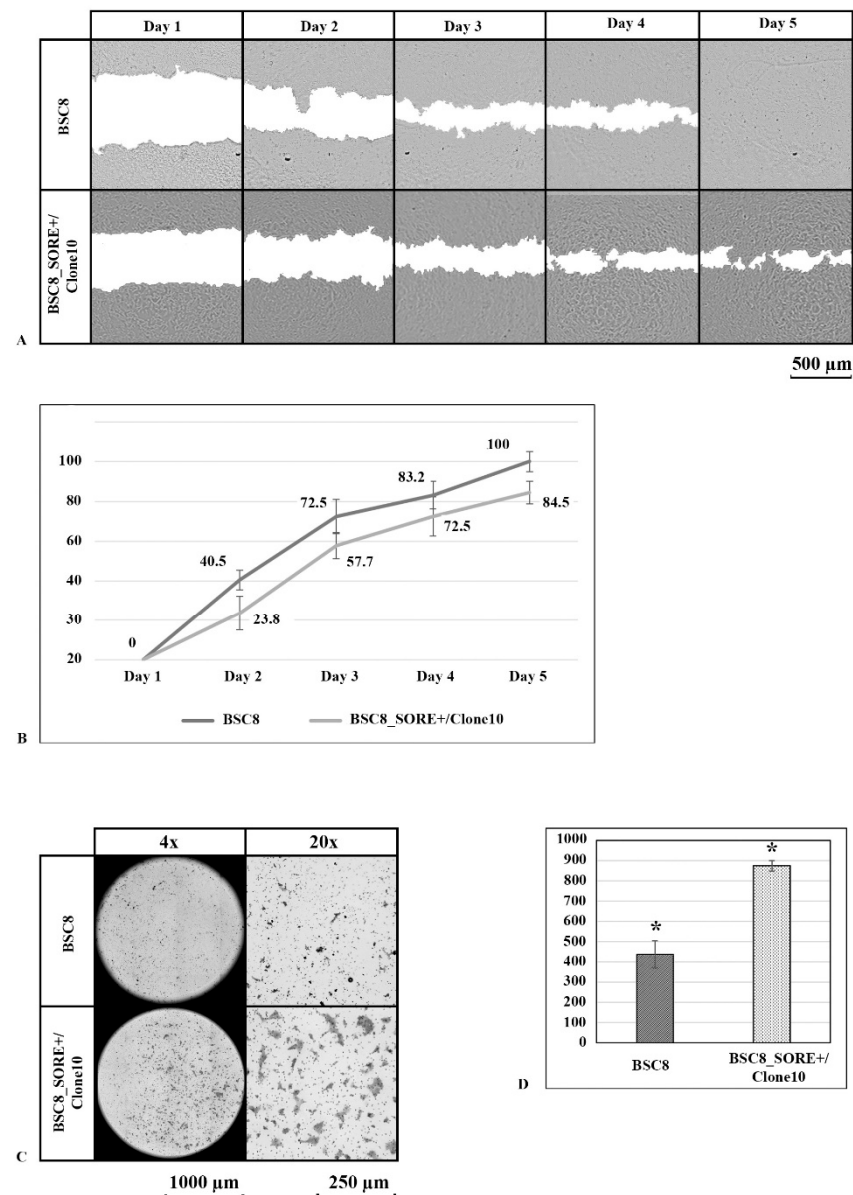 Day 1 Day 2 Day 3 Day 4 Day 5
BSC8
BSC8_SORE+/
Clone10
A
500 µm
100
80
60
40
30
20
0
40.5
72.5
83.2
100
23.8
57.7
72.5
84.5
Day 1 Day 2 Day 3 Day 4 Day 5
BSC8 BSC8_SORE+/Clone10
B
4x 20x
BSC8
BSC8_SORE+/
Clone10
C
1000 µm 250 µm
1000
900
800
700
600
500
400
300
200
100
0
*
*
BSC8
BSC8_SORE+/
Clone10
D